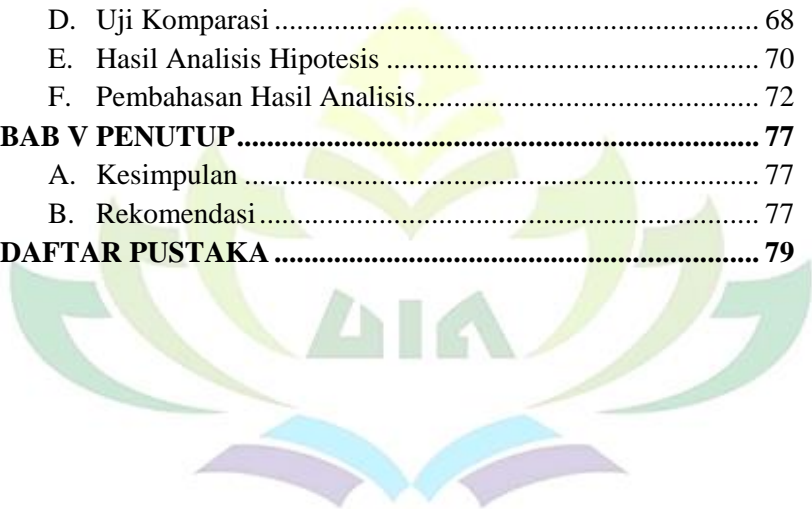 D. Uji Komparasi ........................................................................ 68
E. Hasil Analisis Hipotesis ........................................................ 70
F. Pembahasan Hasil Analisis.................................................... 72
BAB V PENUTUP......................................................................... 77
A. Kesimpulan ........................................................................... 77
B. Rekomendasi......................................................................... 77
DAFTAR PUSTAKA .................................................................... 79
UIN